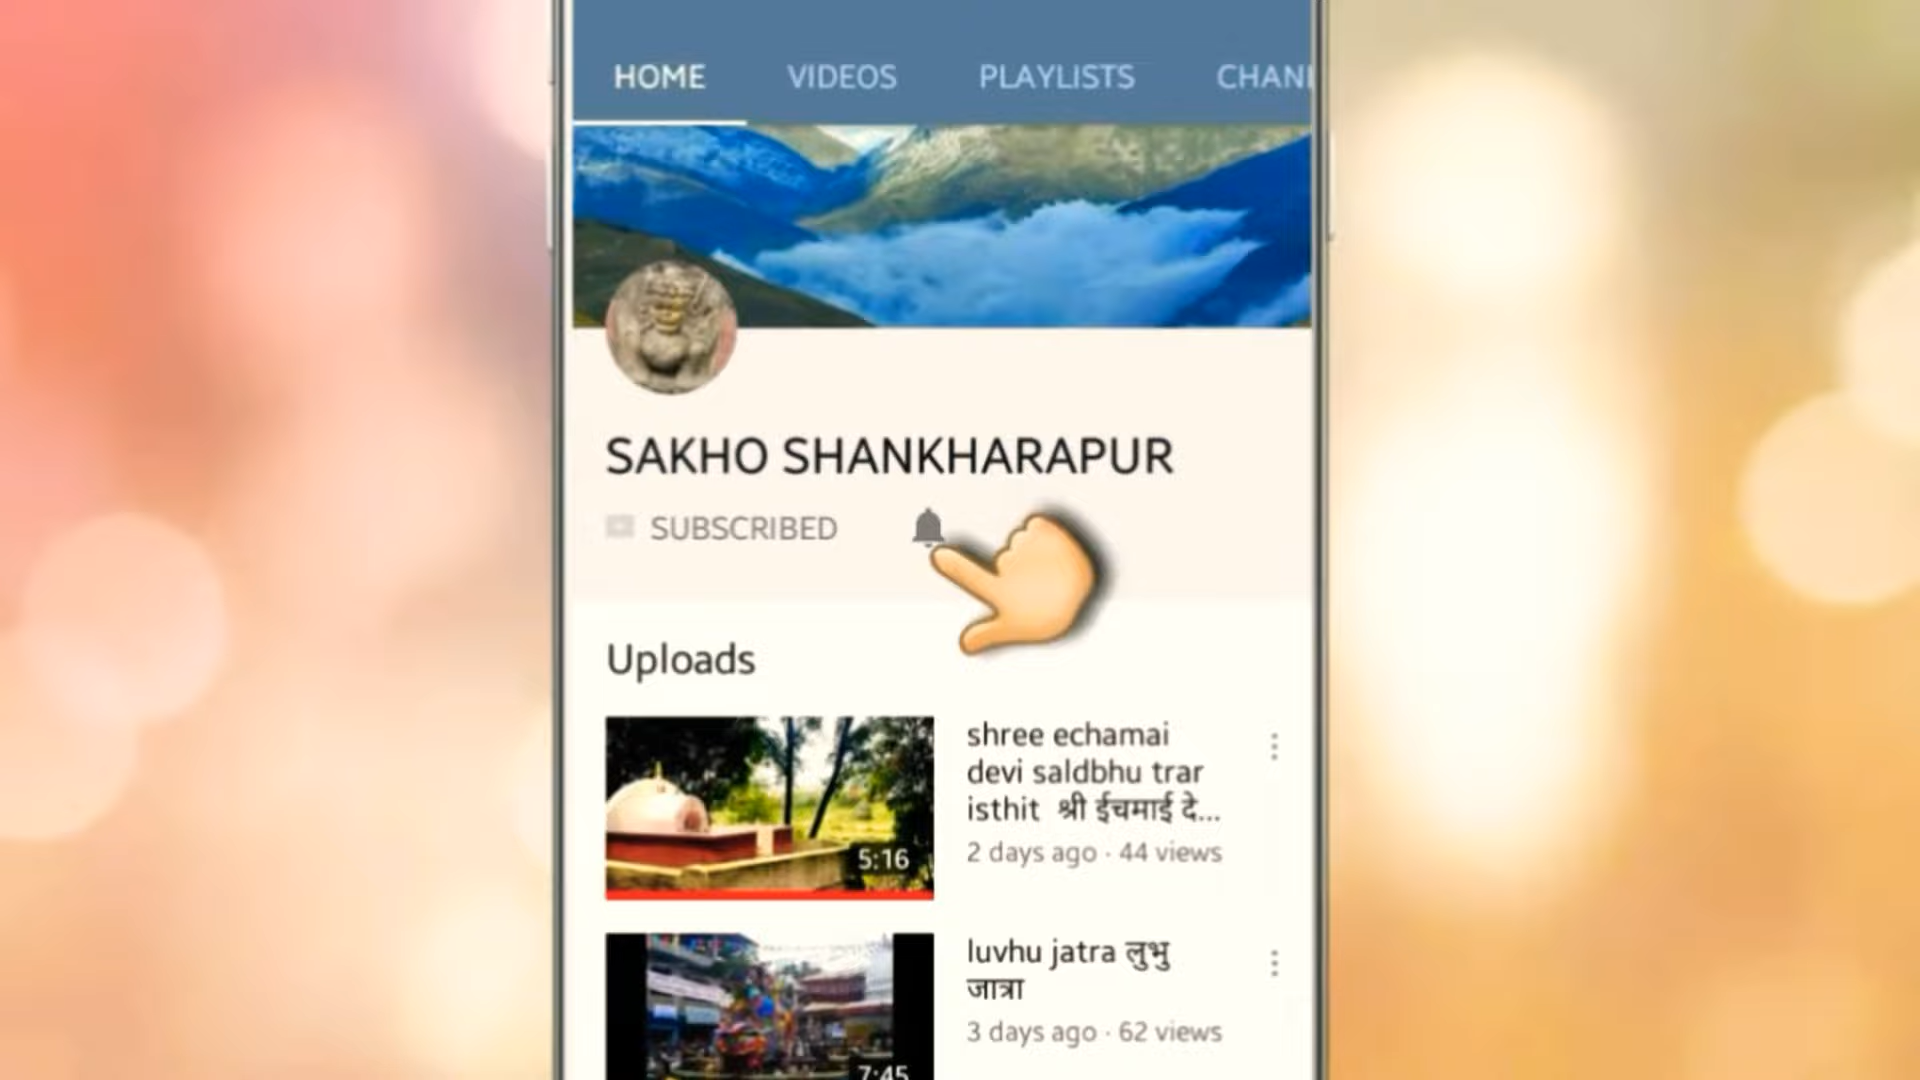 HOME VIDEOS PLAYLISTS CHANI
SAKHO SHANKHARAPUR
SUBSCRIBED
Uploads
shree echamai
devi saldbhu trar
isthit श्री ईचमाई दे...
2 days ago · 44 views
5:16
luvhu jatra लुभु
जात्रा
3 days ago · 62 views
7:45